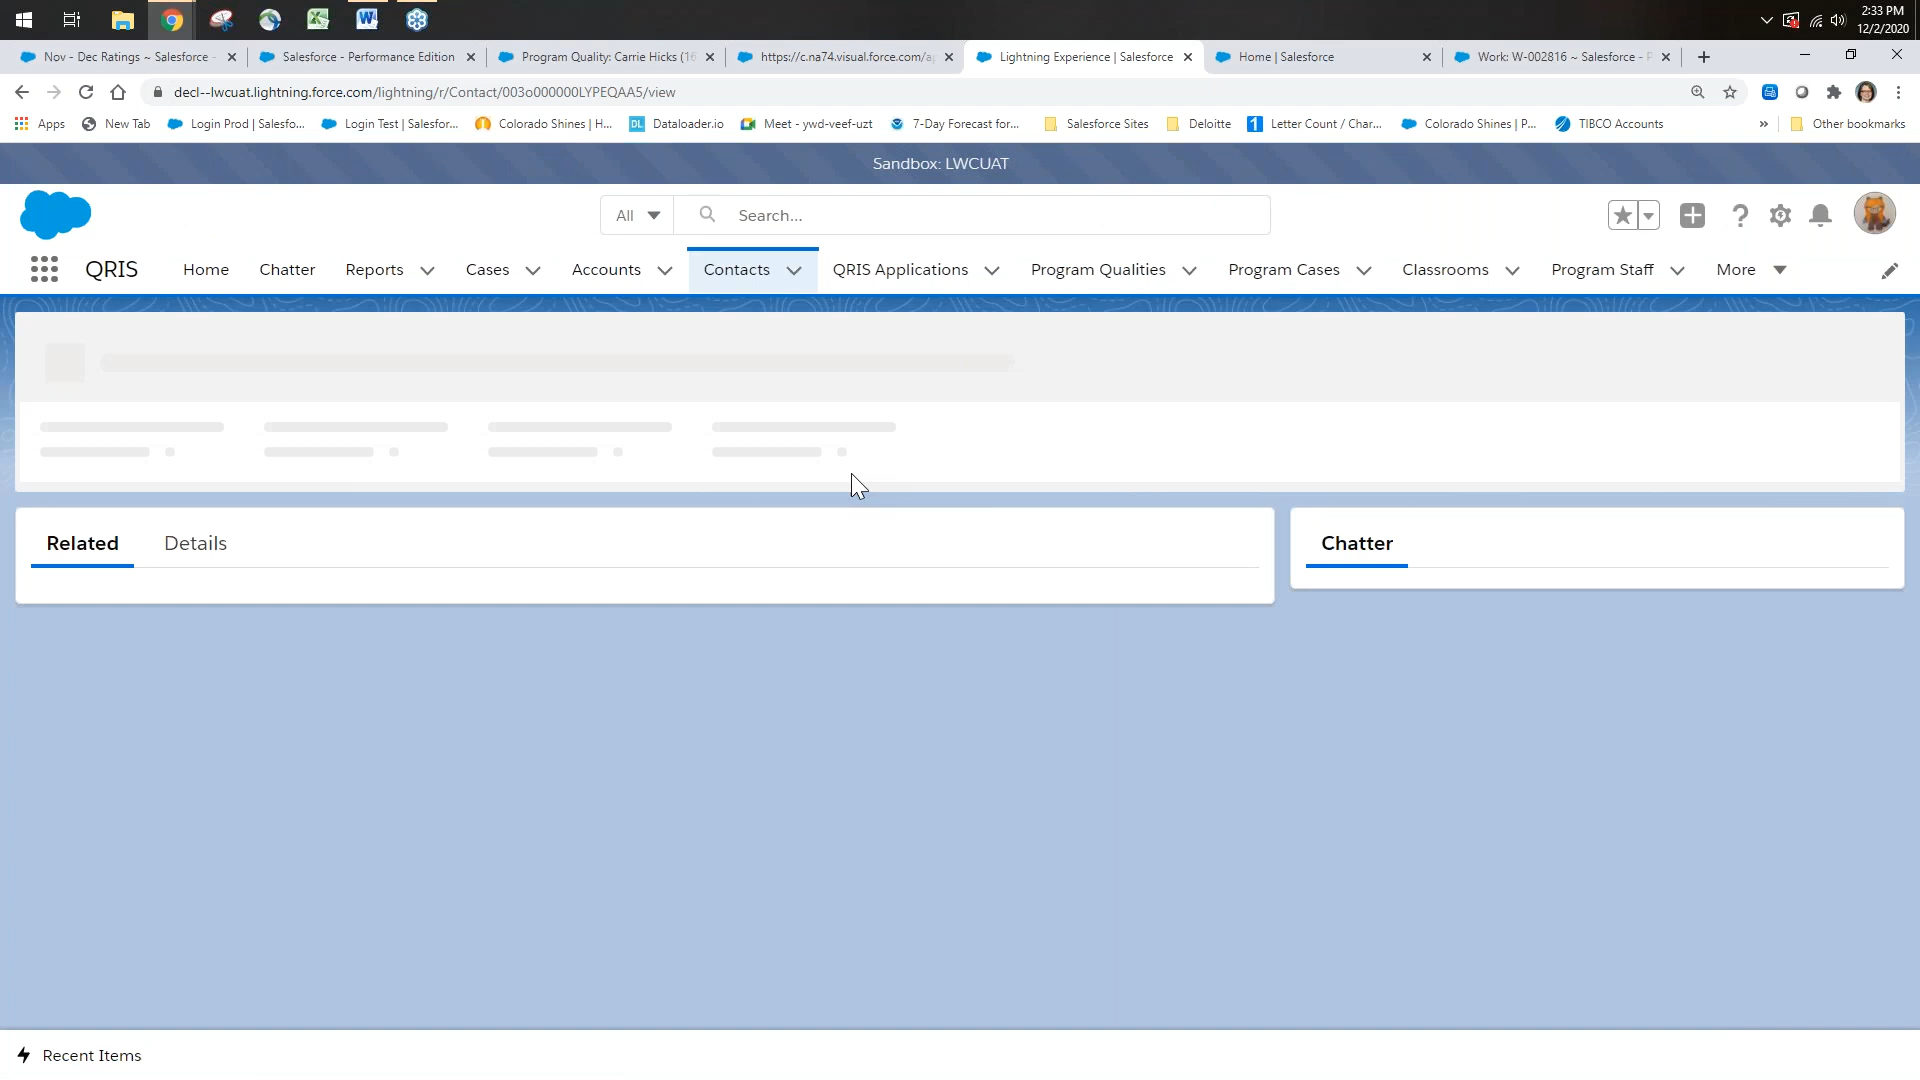 2:33 PM
12/2/2020
Nov - Dec Ratings ~ Salesforce -
Salesforce - Performance Edition
Program Quality: Carrie Hicks (16
https://c.na74.visual.force.com/a
Lightning Experience | Salesforce
Home | Salesforce
Work: W-002816 ~ Salesforce - P
decl--lwcuat.lightning.force.com/lightning/r/Contact/003o000000LYPEQAA5/view
Apps
New Tab
Login Prod | Salesfo...
Login Test | Salesfor...
Colorado Shines | H...
DL
Dataloader.io
Meet - ywd-veef-uzt
7-Day Forecast for...
Salesforce Sites
Deloitte
1
Letter Count / Char...
Colorado Shines | P...
TIBCO Accounts
»
Other bookmarks
Sandbox: LWCUAT
All
Search...
QRIS
Home
Chatter
Reports
Cases
Accounts
Contacts
QRIS Applications
Program Qualities
Program Cases
Classrooms
Program Staff
More
Related
Details
Chatter
Recent Items